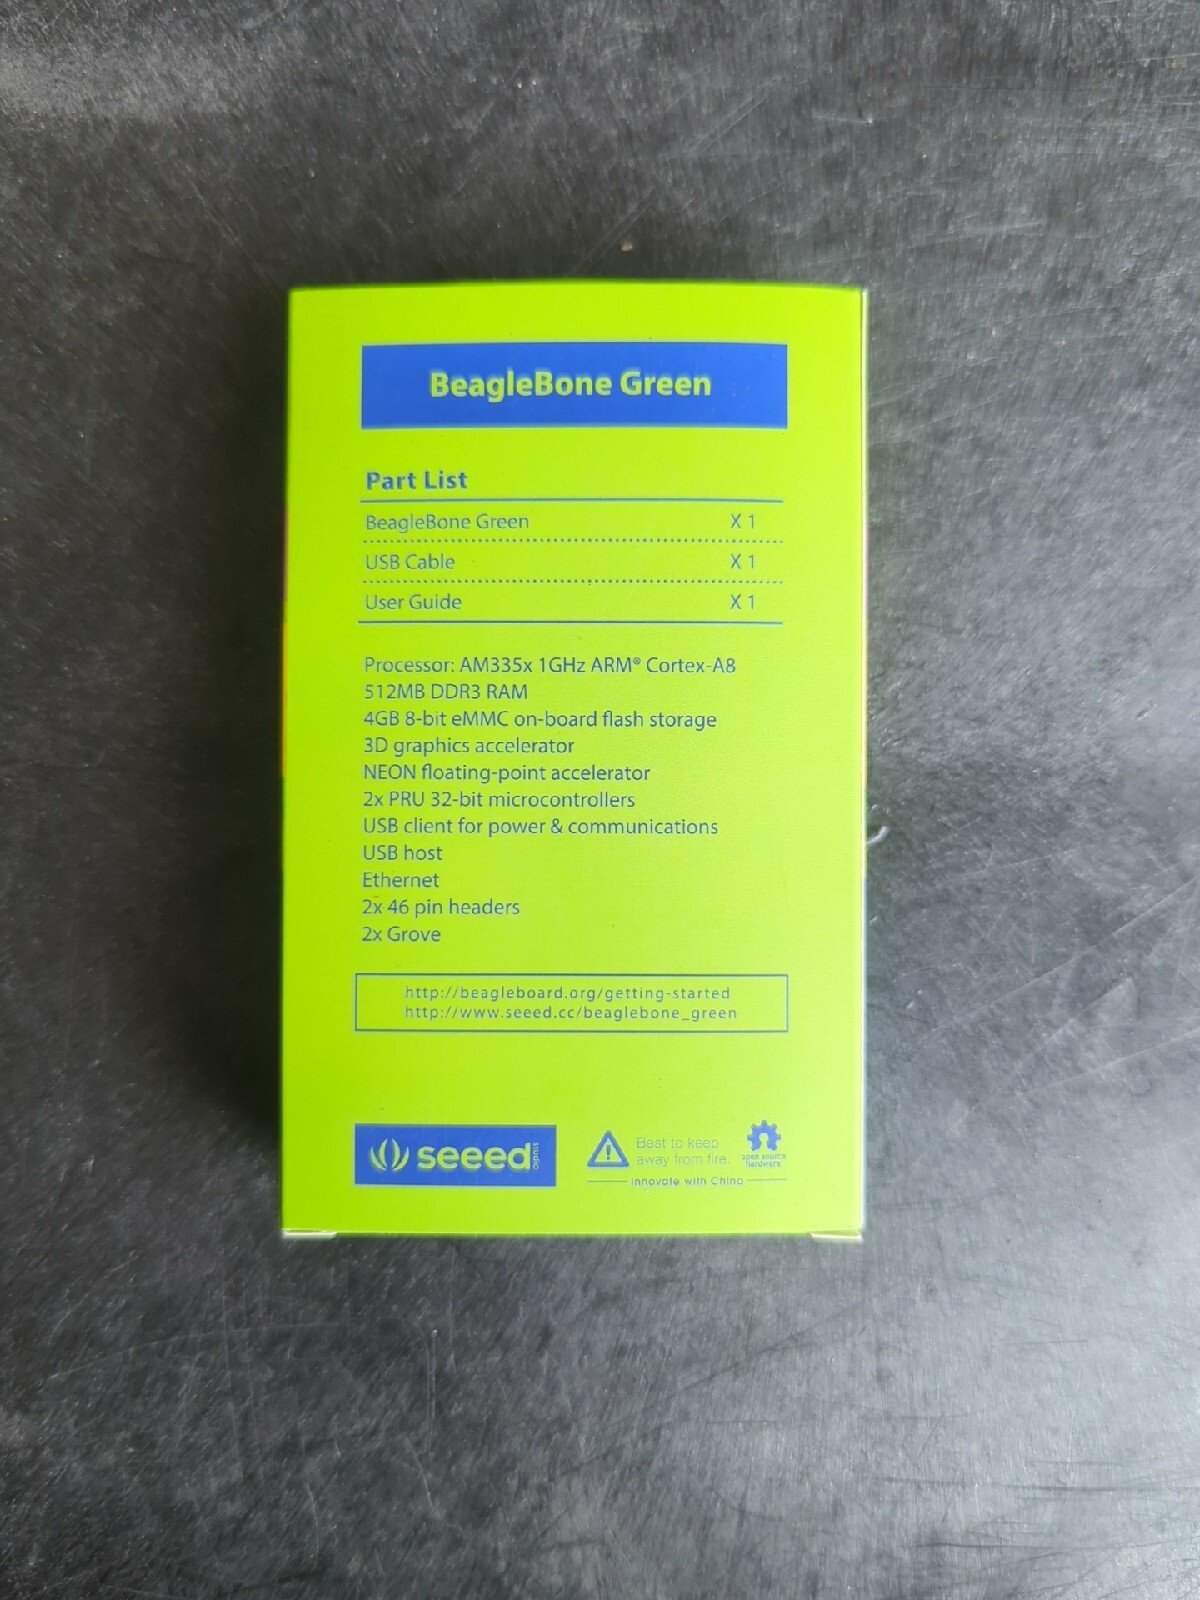 BeagleBone Green
Part List
BeagleBone Green X 1
USB Cable X 1
User Guide X 1
Processor: AM335x 1GHz ARM® Cortex-A8
512MB DDR3 RAM
4GB 8-bit eMMC on-board flash storage
3D graphics accelerator
NEON floating-point accelerator
2x PRU 32-bit microcontrollers
USB client for power & communications
USB host
Ethernet
2x 46 pin headers
2x Grove
http://beagleboard.org/getting-started
http://www.seeed.cc/beaglebone_green
seeed studio
Best to keep
away from fire.
innovate with China
open source
hardware